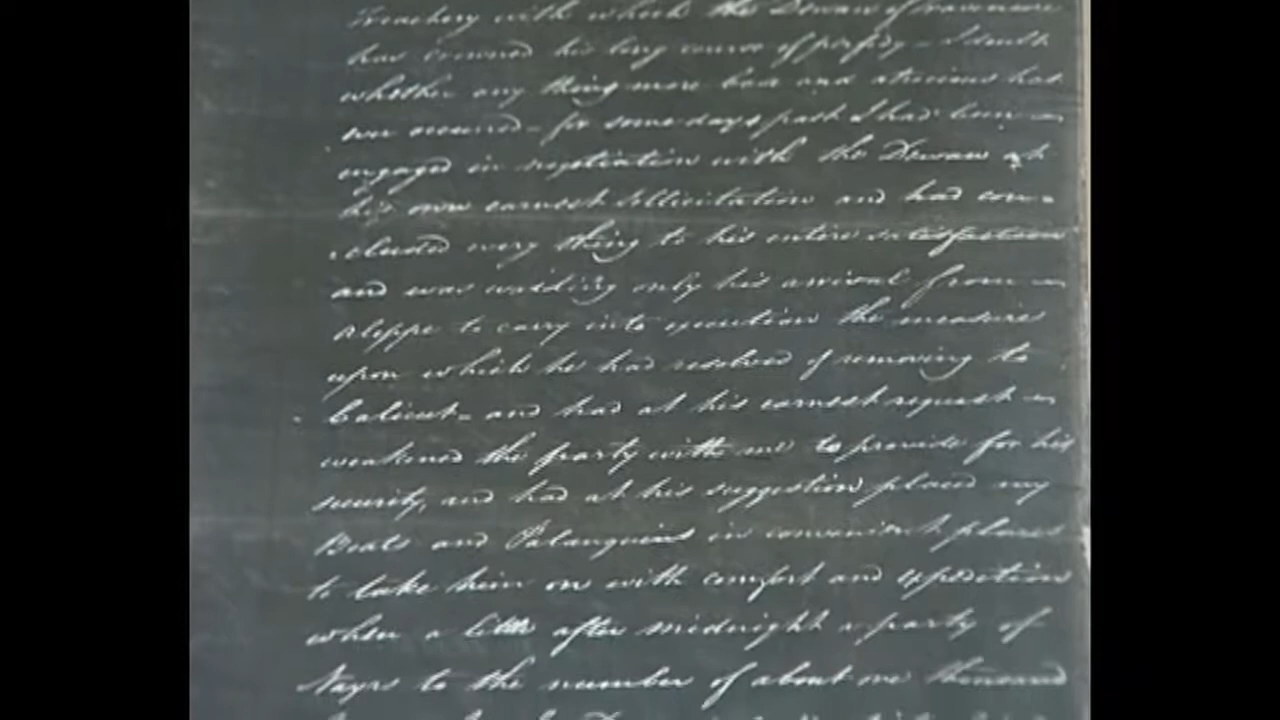 Treachery with which the Dewan of Travencore
has crowned his long course of perfidy - I doubt
whether any thing more base and atrocious has
ever occurred - for some days past I had been
engaged in negotiation with the Dewan at
his own earnest sollicitation and had con=
cluded every thing to his entire satisfaction
and was waiting only his arrival from
Aleppe to carry into execution the measure
upon which he had resolved of removing to
Calicut - and had at his earnest request
weakened the party with me to provide for his
security, and had at his suggestion placed my
Boats and Palanquins in convenient places
to take him on with comfort and expedition
when a little after midnight a party of
Nayrs to the number of about one thousand